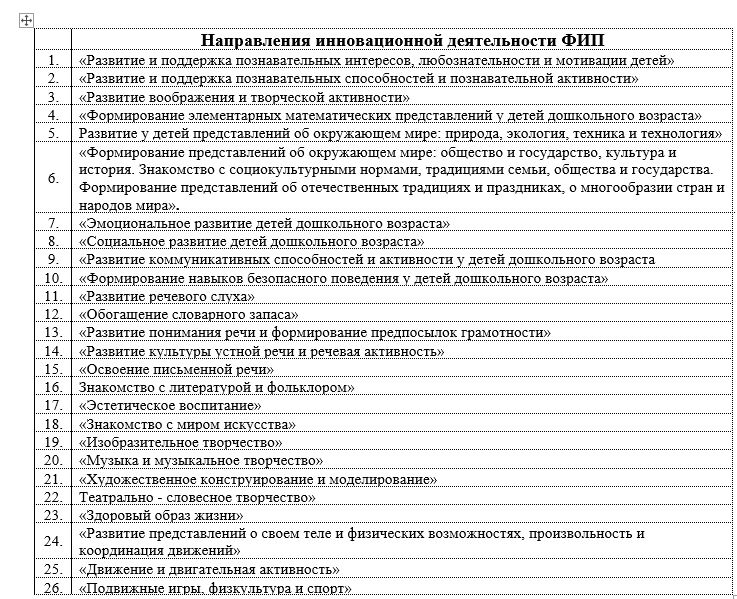 Направления инновационной деятельности ФИП
1. «Развитие и поддержка познавательных интересов, любознательности и мотивации детей»
2. «Развитие и поддержка познавательных способностей и познавательной активности»
3. «Развитие воображения и творческой активности»
4. «Формирование элементарных математических представлений у детей дошкольного возраста»
5. Развитие у детей представлений об окружающем мире: природа, экология, техника и технология»
«Формирование представлений об окружающем мире: общество и государство, культура и
6. история. Знакомство с социокультурными нормами, традициями семьи, общества и государства.
Формирование представлений об отечественных традициях и праздниках, о многообразии стран и
народов мира».
7. «Эмоциональное развитие детей дошкольного возраста»
8. «Социальное развитие детей дошкольного возраста»
9. «Развитие коммуникативных способностей и активности у детей дошкольного возраста
10. «Формирование навыков безопасного поведения у детей дошкольного возраста»
11. «Развитие речевого слуха»
12. «Обогащение словарного запаса»
13. «Развитие понимания речи и формирование предпосылок грамотности»
14. «Развитие культуры устной речи и речевая активность»
15. «Освоение письменной речи»
16. Знакомство с литературой и фольклором»
17. «Эстетическое воспитание»
18. «Знакомство с миром искусства»
19. «Изобразительное творчество»
20. «Музыка и музыкальное творчество»
21. «Художественное конструирование и моделирование»
22. Театрально - словесное творчество»
23. «Здоровый образ жизни»
24. «Развитие представлений о своем теле и физических возможностях, произвольность и
координация движений»
25. «Движение и двигательная активность»
26. «Подвижные игры, физкультура и спорт»